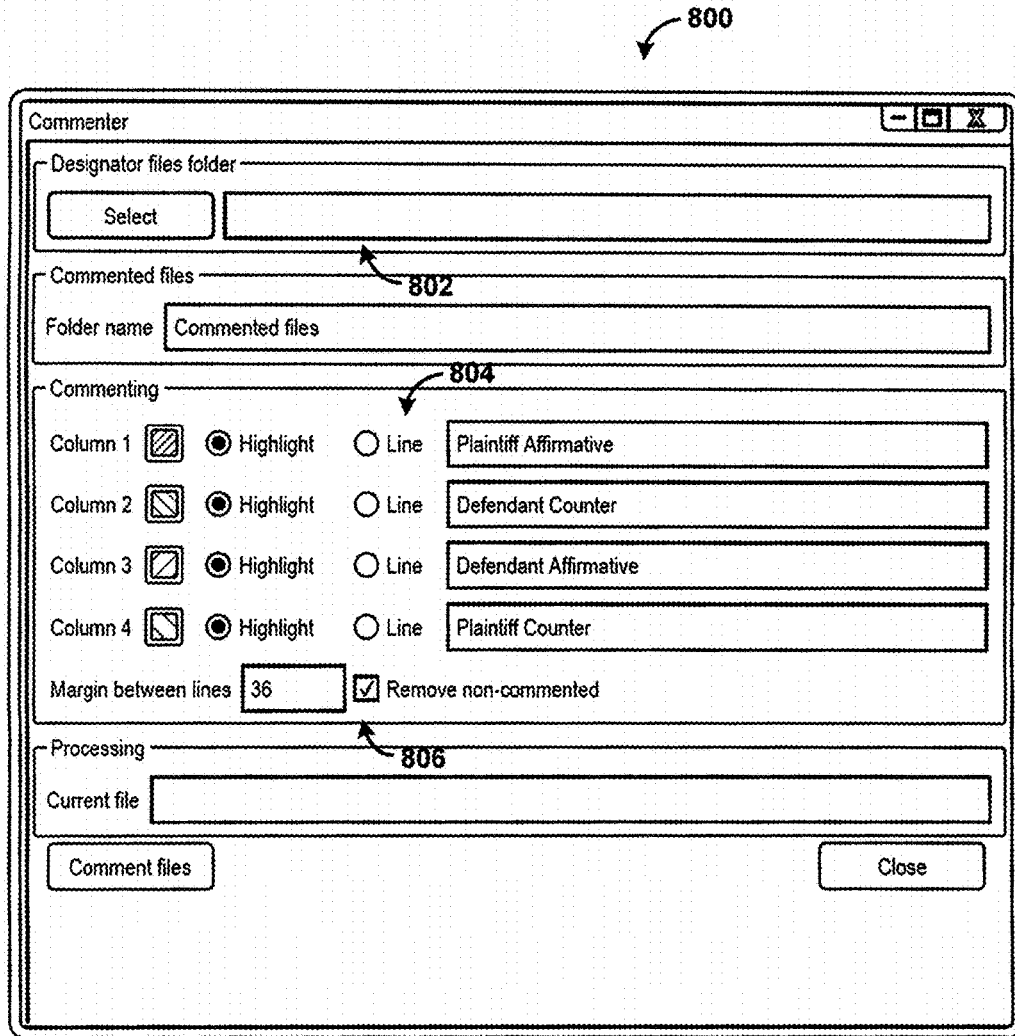 800
Commenter
Designator files folder
Select
802
Commented files
Folder name Commented files
804
Commenting
Column 1 Highlight Line Plaintiff Affirmative
Column 2 Highlight Line Defendant Counter
Column 3 Highlight Line Defendant Affirmative
Column 4 Highlight Line Plaintiff Counter
Margin between lines 36 Remove non-commented
806
Processing
Current file
Comment files Close